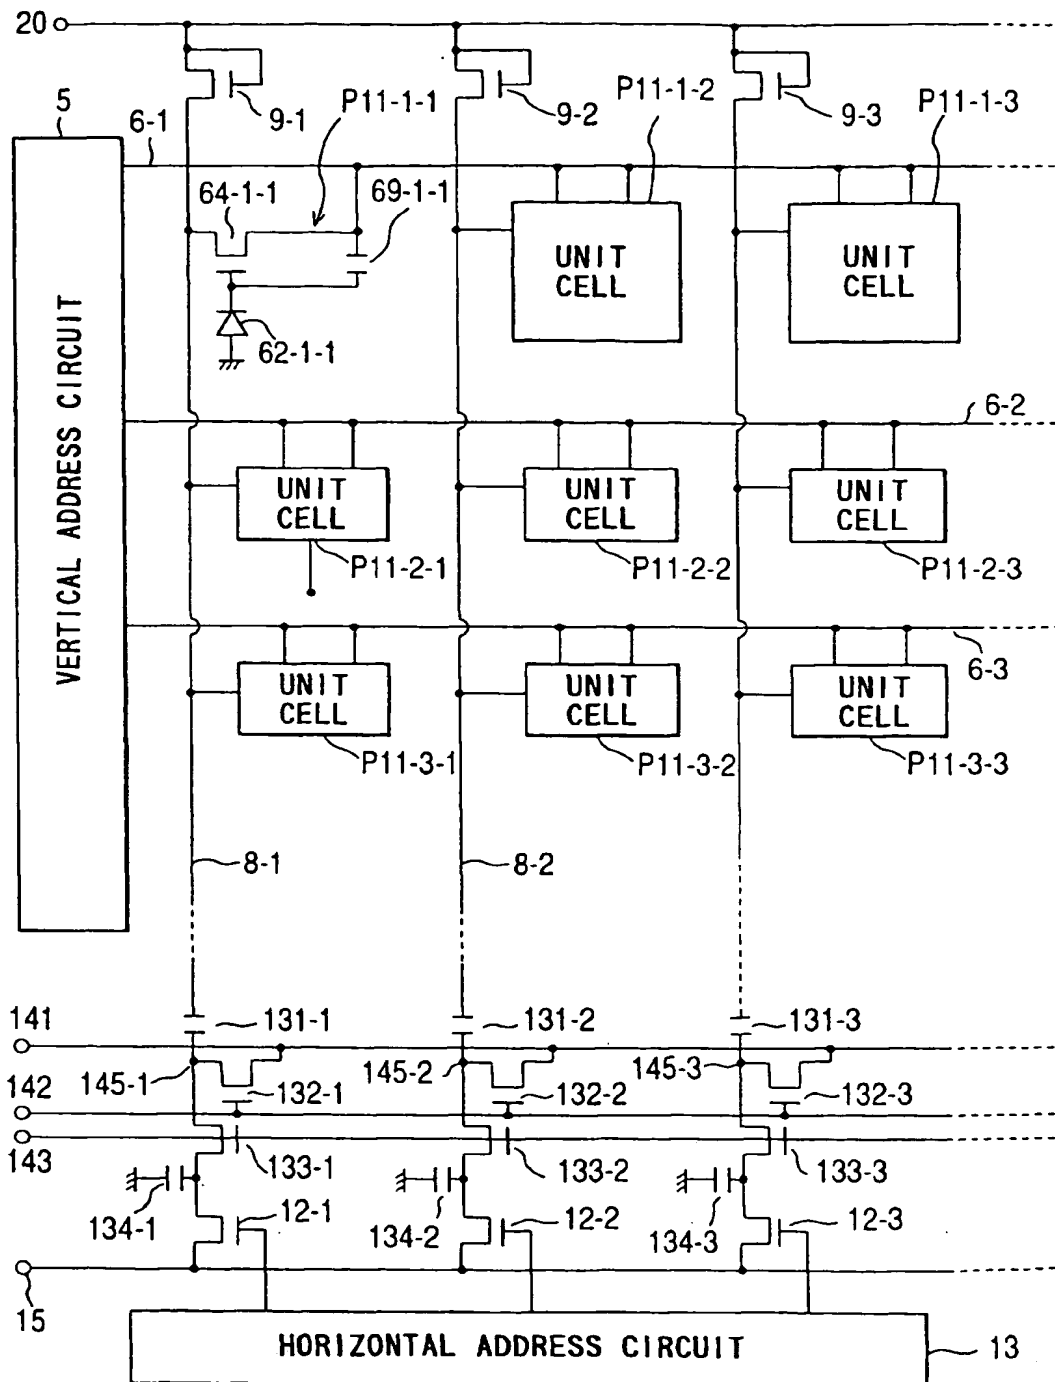 20
9-1
P11-1-1
9-2
P11-1-2
9-3
P11-1-3
5
6-1
64-1-1
69-1-1
62-1-1
UNIT
CELL
UNIT
CELL
VERTICAL ADDRESS CIRCUIT
6-2
UNIT
CELL
UNIT
CELL
UNIT
CELL
P11-2-1
P11-2-2
P11-2-3
6-3
UNIT
CELL
UNIT
CELL
UNIT
CELL
P11-3-1
P11-3-2
P11-3-3
8-1
8-2
141
131-1
131-2
131-3
145-1
145-2
145-3
142
132-1
132-2
132-3
143
133-1
133-2
133-3
134-1
12-1
134-2
12-2
134-3
12-3
15
HORIZONTAL ADDRESS CIRCUIT
13